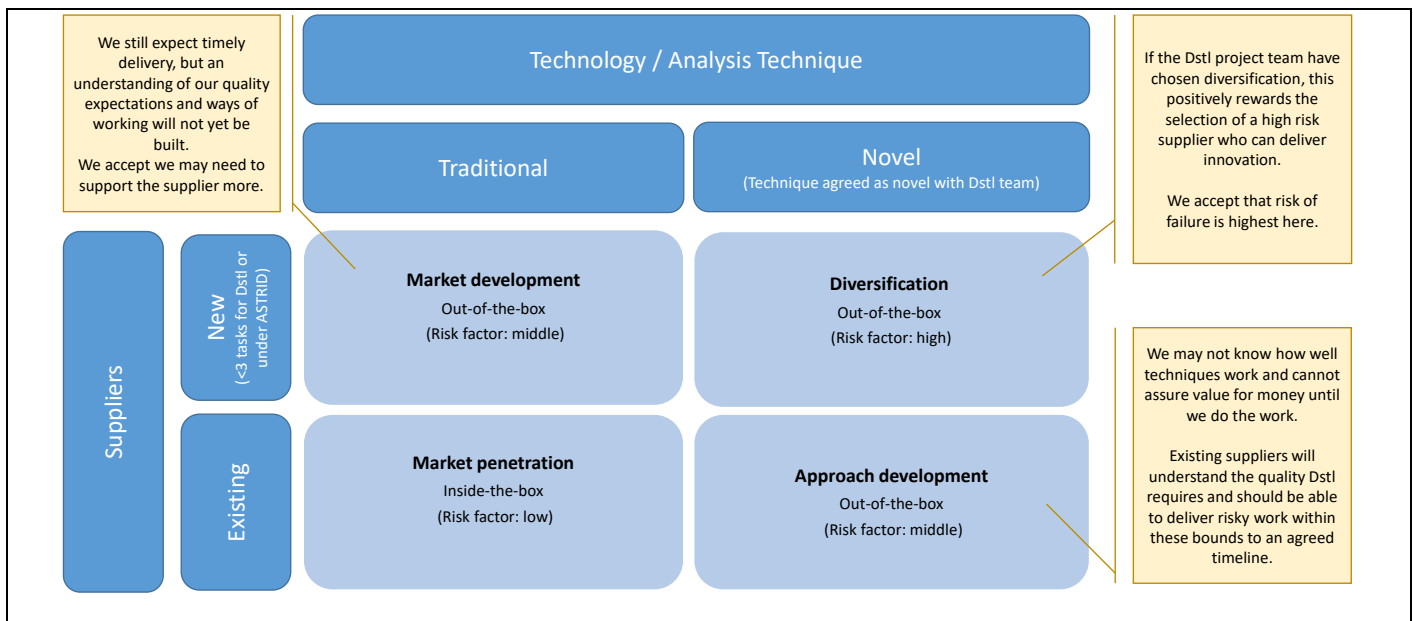 We still expect timely
delivery, but an
understanding of our quality
expectations and ways of
working will not yet be
built.
We accept we may need to
support the supplier more.
Technology / Analysis Technique
If the Dstl project team have
chosen diversification, this
positively rewards the
selection of a high risk
supplier who can deliver
innovation.
We accept that risk of
failure is highest here.
Traditional
Novel
(Technique agreed as novel with Dstl team)
Suppliers
New
(<3 tasks for Dstl or
under ASTRID)
Market development
Out-of-the-box
(Risk factor: middle)
Diversification
Out-of-the-box
(Risk factor: high)
Existing
Market penetration
Inside-the-box
(Risk factor: low)
Approach development
Out-of-the-box
(Risk factor: middle)
We may not know how well
techniques work and cannot
assure value for money until
we do the work.
Existing suppliers will
understand the quality Dstl
requires and should be able
to deliver risky work within
these bounds to an agreed
timeline.